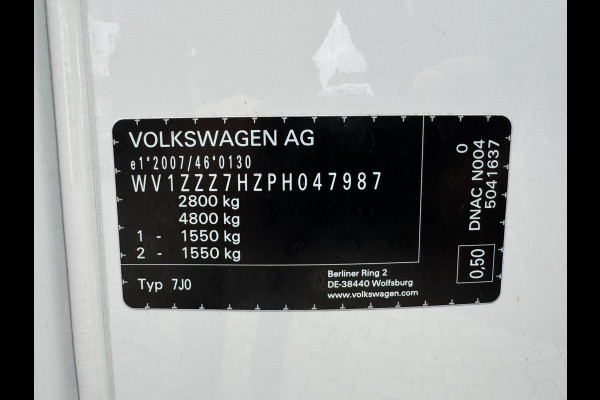 VOLKSWAGEN AG
e1*2007/46*0130
WV1ZZZ7HZPH047987
2800 kg
4800 kg
1 - 1550 kg
2 - 1550 kg
Typ 7J0
Berliner Ring 2
DE-38440 Wolfsburg
www.volkswagen.com
0
DNAC N004
5041637
0,50